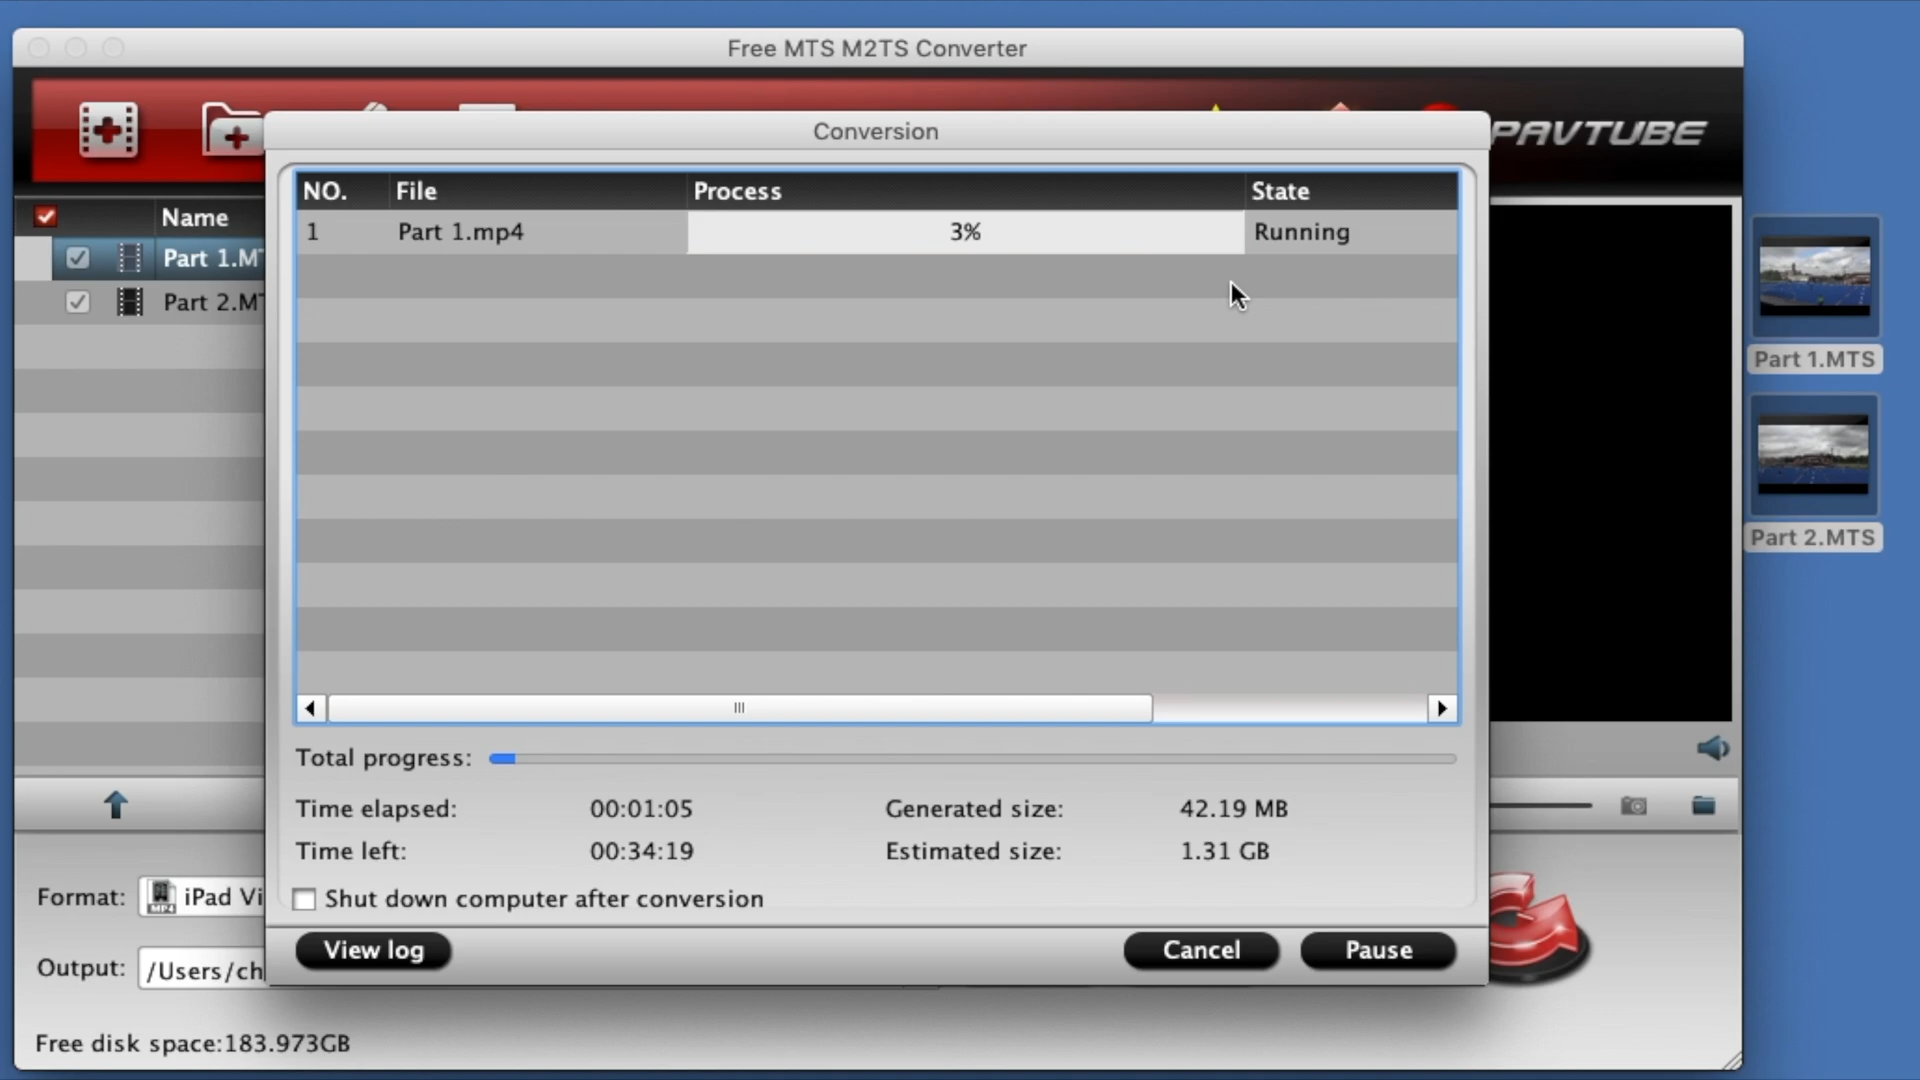 Free MTS M2TS Converter
PAVTUBE
Conversion
NO. File Process State
1 Part 1.mp4 3% Running
Name
Part 1.M
Part 2.MT
Part 1.MTS
Part 2.MTS
Total progress:
Time elapsed: 00:01:05 Generated size: 42.19 MB
Time left: 00:34:19 Estimated size: 1.31 GB
Shut down computer after conversion
View log Cancel Pause
Format: MP4 iPad Vi
Output: /Users/ch
Free disk space:183.973GB